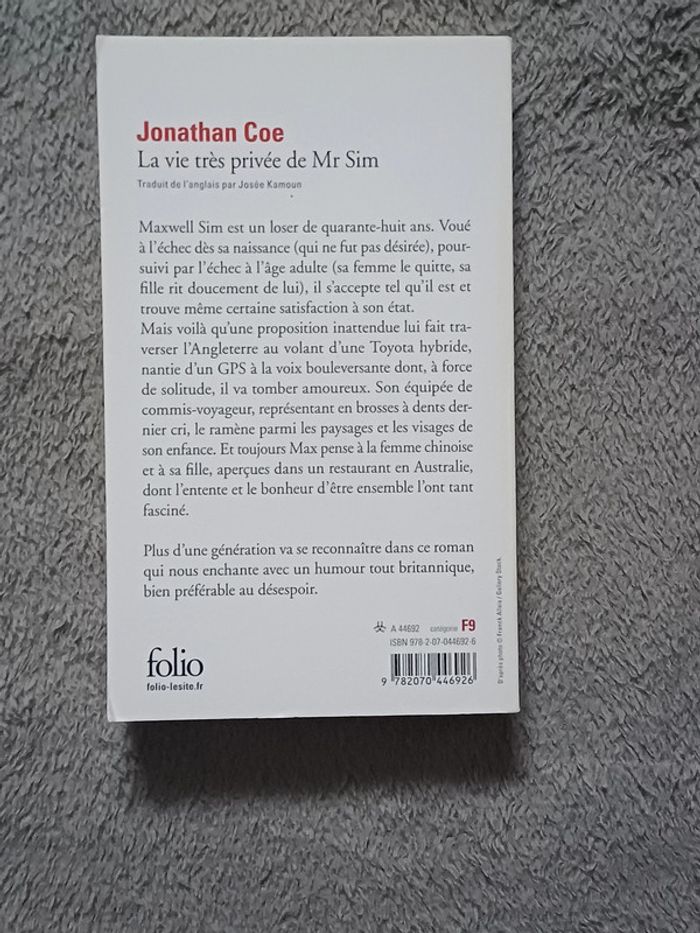 Jonathan Coe
La vie très privée de Mr Sim
Traduit de l'anglais par Josée Kamoun
Maxwell Sim est un loser de quarante-huit ans. Voué
à l'échec dès sa naissance (qui ne fut pas désirée), pour-
suivi par l'échec à l'âge adulte (sa femme le quitte, sa
fille rit doucement de lui), il s'accepte tel qu'il est et
trouve même certaine satisfaction à son état.
Mais voilà qu'une proposition inattendue lui fait tra-
verser l'Angleterre au volant d'une Toyota hybride,
nantie d'un GPS à la voix bouleversante dont, à force
de solitude, il va tomber amoureux. Son équipée de
commis-voyageur, représentant en brosses à dents der-
nier cri, le ramène parmi les paysages et les visages de
son enfance. Et toujours Max pense à la femme chinoise
et à sa fille, aperçues dans un restaurant en Australie,
dont l'entente et le bonheur d'être ensemble l'ont tant
fasciné.
Plus d'une génération va se reconnaître dans ce roman
qui nous enchante avec un humour tout britannique,
bien préférable au désespoir.
A 44692 catégorie F9
ISBN 978-2-07-044692-6
9 782070 446926
folio
folio-lesite.fr
D'après photo © Franck Allais / Gallery Stock.